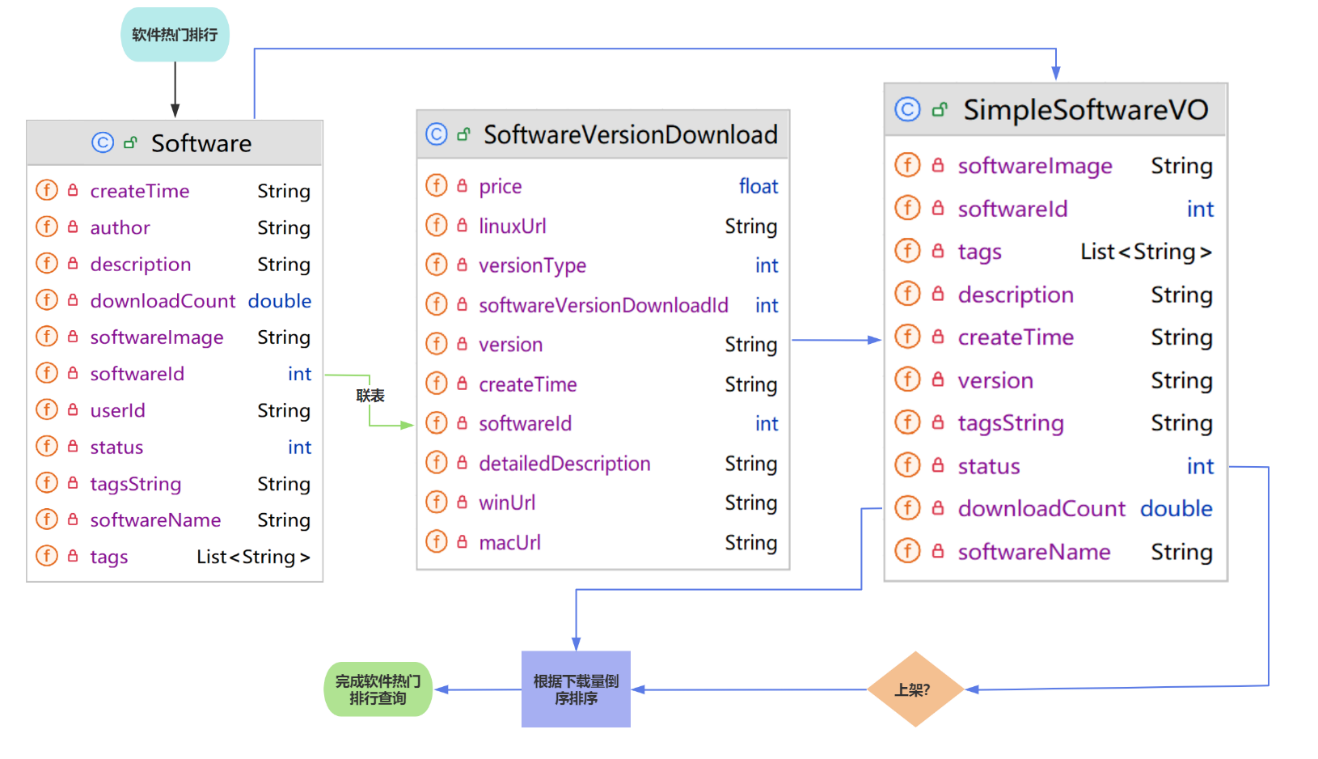 软件热门排行
Software
createTime String
author String
description String
downloadCount double
softwareImage String
softwareId int
userId String
status int
tagsString String
softwareName String
tags List<String>
联表
SoftwareVersionDownload
price float
linuxUrl String
versionType int
softwareVersionDownloadId int
version String
createTime String
softwareId int
detailedDescription String
winUrl String
macUrl String
SimpleSoftwareVO
softwareImage String
softwareId int
tags List<String>
description String
createTime String
version String
tagsString String
status int
downloadCount double
softwareName String
上架?
根据下载量倒
序排序
完成软件热门
排行查询